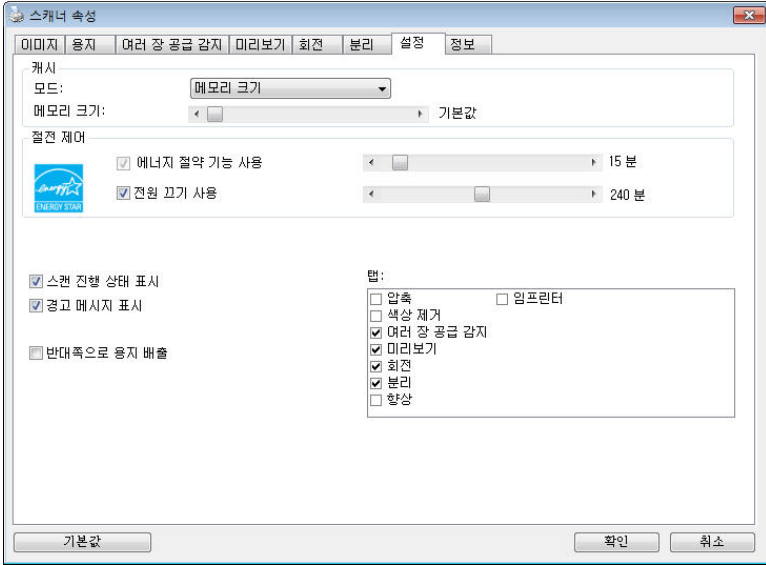 스캐너 속성
이미지 용지 여러 장 공급 감지 미리보기 회전 분리 설정 정보
캐시
모드: 메모리 크기
메모리 크기: 기본값
절전 제어
에너지 절약 기능 사용 15 분
energy
ENERGY STAR
전원 끄기 사용 240 분
스캔 진행 상태 표시
경고 메시지 표시
반대쪽으로 용지 배출
탭:
압축 임프린터
색상 제거
여러 장 공급 감지
미리보기
회전
분리
향상
기본값 확인 취소